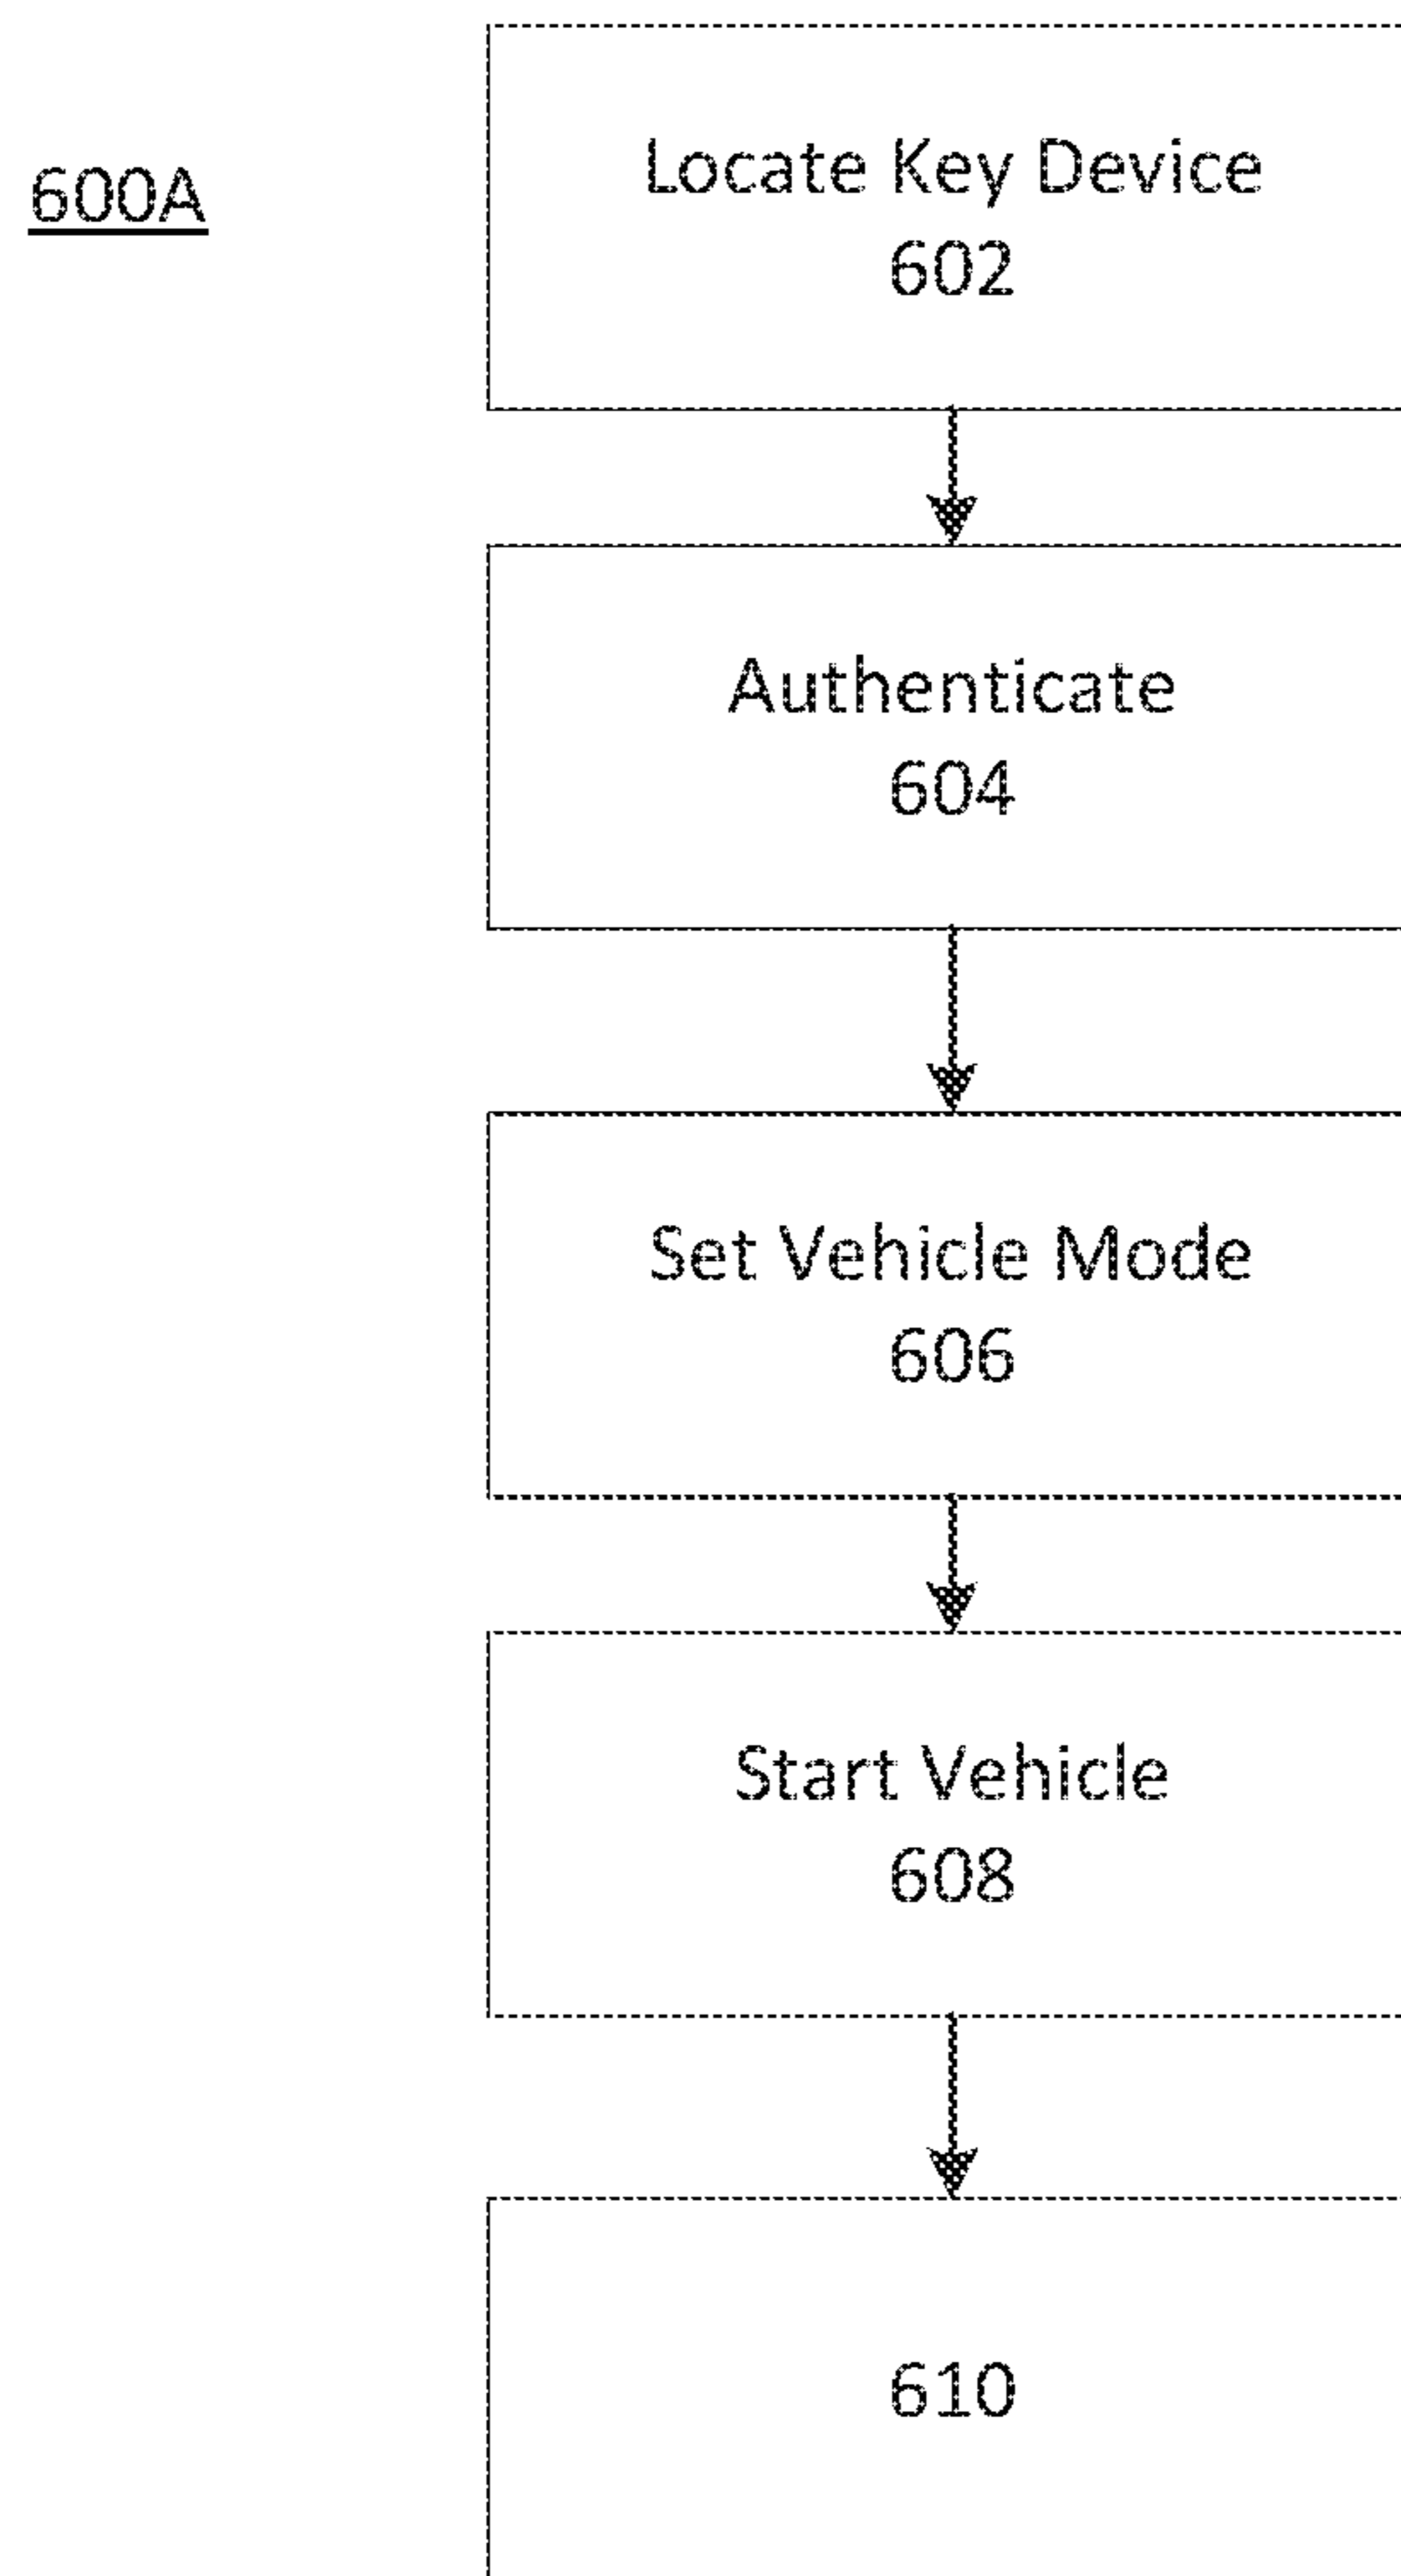 600A
Locate Key Device
602
Authenticate
604
Set Vehicle Mode
606
Start Vehicle
608
610